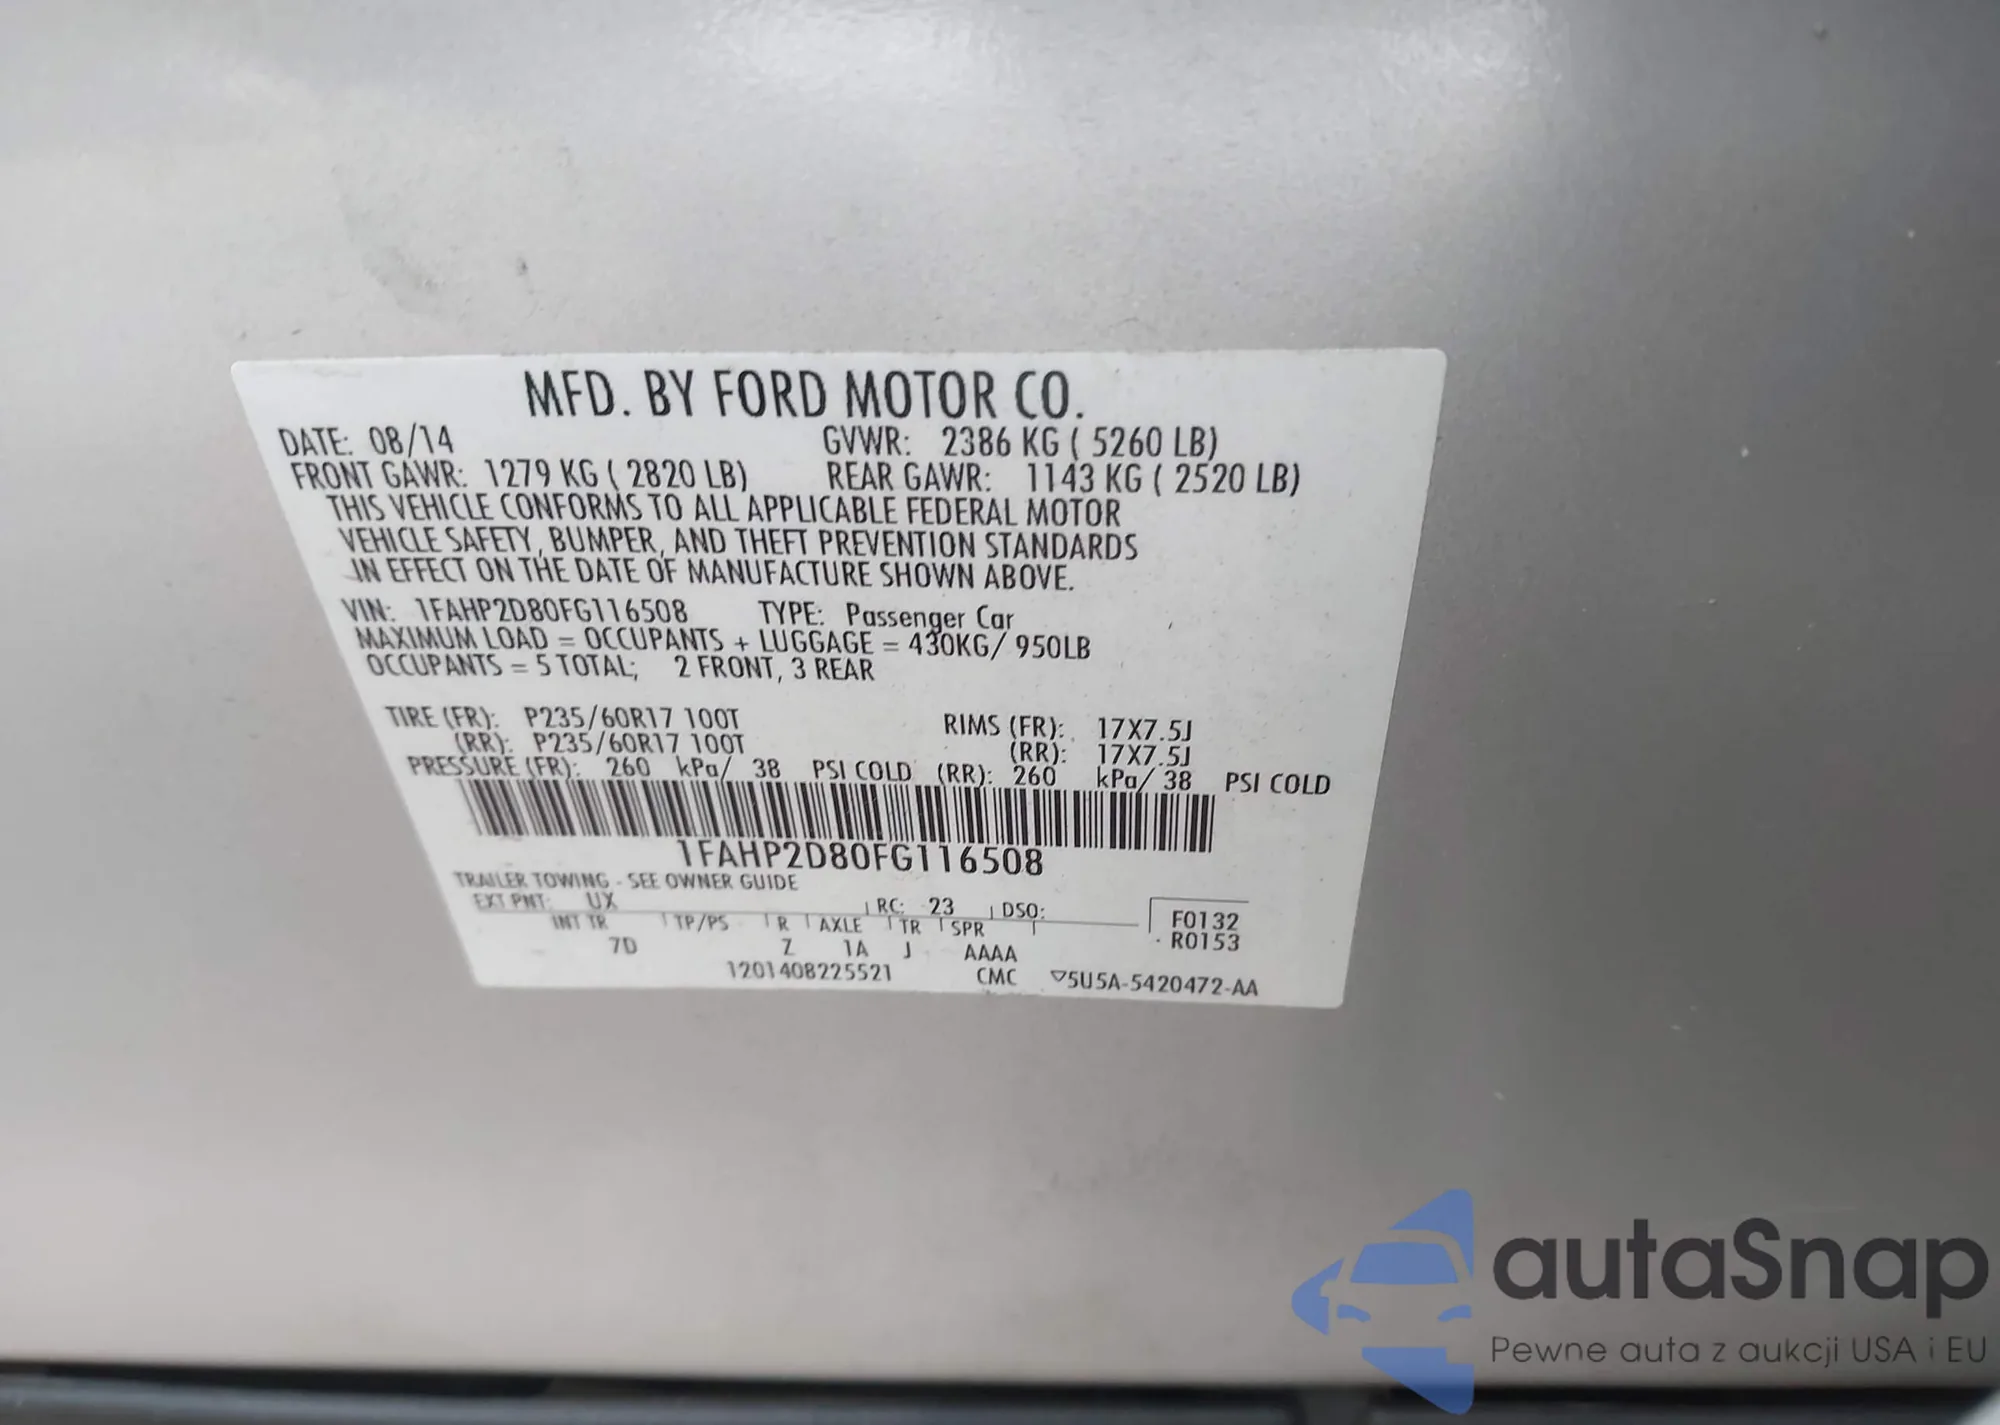 MFD. BY FORD MOTOR CO.
DATE: 08/14 GVWR: 2386 KG ( 5260 LB)
FRONT GAWR: 1279 KG ( 2820 LB) REAR GAWR: 1143 KG ( 2520 LB)
THIS VEHICLE CONFORMS TO ALL APPLICABLE FEDERAL MOTOR
VEHICLE SAFETY, BUMPER, AND THEFT PREVENTION STANDARDS
IN EFFECT ON THE DATE OF MANUFACTURE SHOWN ABOVE.
VIN: 1FAHP2D80FG116508 TYPE: Passenger Car
MAXIMUM LOAD = OCCUPANTS + LUGGAGE = 430KG/ 950LB
OCCUPANTS = 5 TOTAL; 2 FRONT, 3 REAR
TIRE (FR): P235/60R17 100T RIMS (FR): 17X7.5J
(RR): P235/60R17 100T (RR): 17X7.5J
PRESSURE (FR): 260 kPa/ 38 PSI COLD (RR): 260 kPa/ 38 PSI COLD
1FAHP2D80FG116508
TRAILER TOWING - SEE OWNER GUIDE
EXT PNT: UX RC: 23 DSO: F0132
INT TR TP/PS R AXLE TR SPR R0153
7D Z 1A J AAAA
1201408225521 CMC ▽5U5A-5420472-AA
autaSnap
Pewne auta z aukcji USA i EU